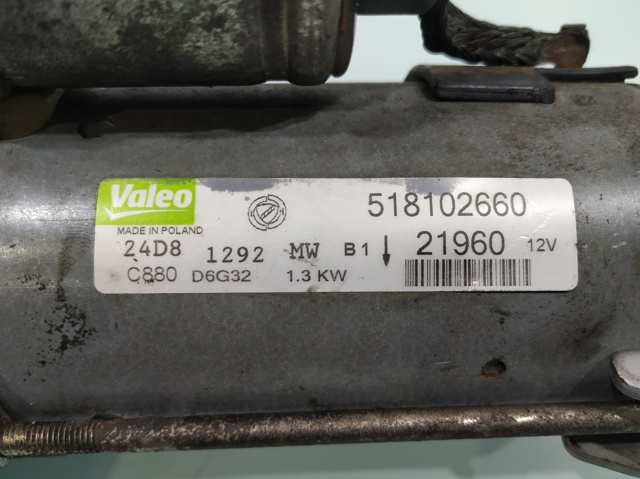 Valeo
MADE IN POLAND
518102660
24D8 1292 MW B1 21960 12V
C880 D6G32 1.3 KW